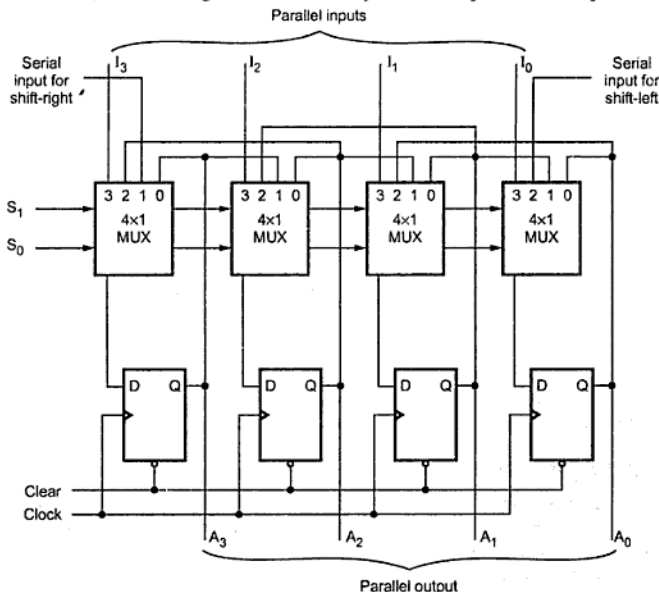 Parallel inputs
Serial input for shift-right
I3
I2
I1
I0
Serial input for shift-left
3 2 1 0
4×1
MUX
3 2 1 0
4×1
MUX
3 2 1 0
4×1
MUX
3 2 1 0
4×1
MUX
S1
S0
D Q
D Q
D Q
D Q
Clear
Clock
A3
A2
A1
A0
Parallel output